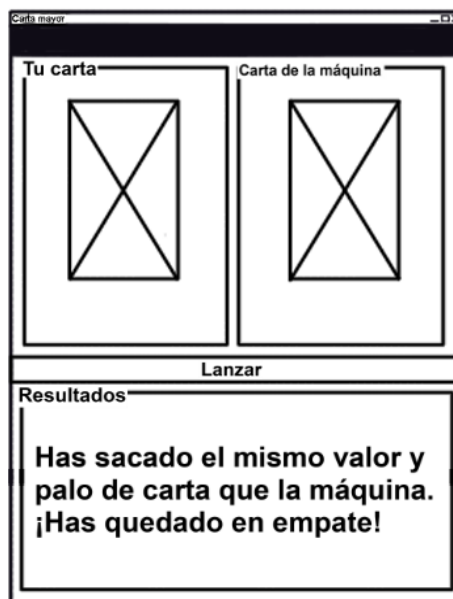 Carta mayor
Tu carta
Carta de la máquina
Lanzar
Resultados
Has sacado el mismo valor y
palo de carta que la máquina.
¡Has quedado en empate!